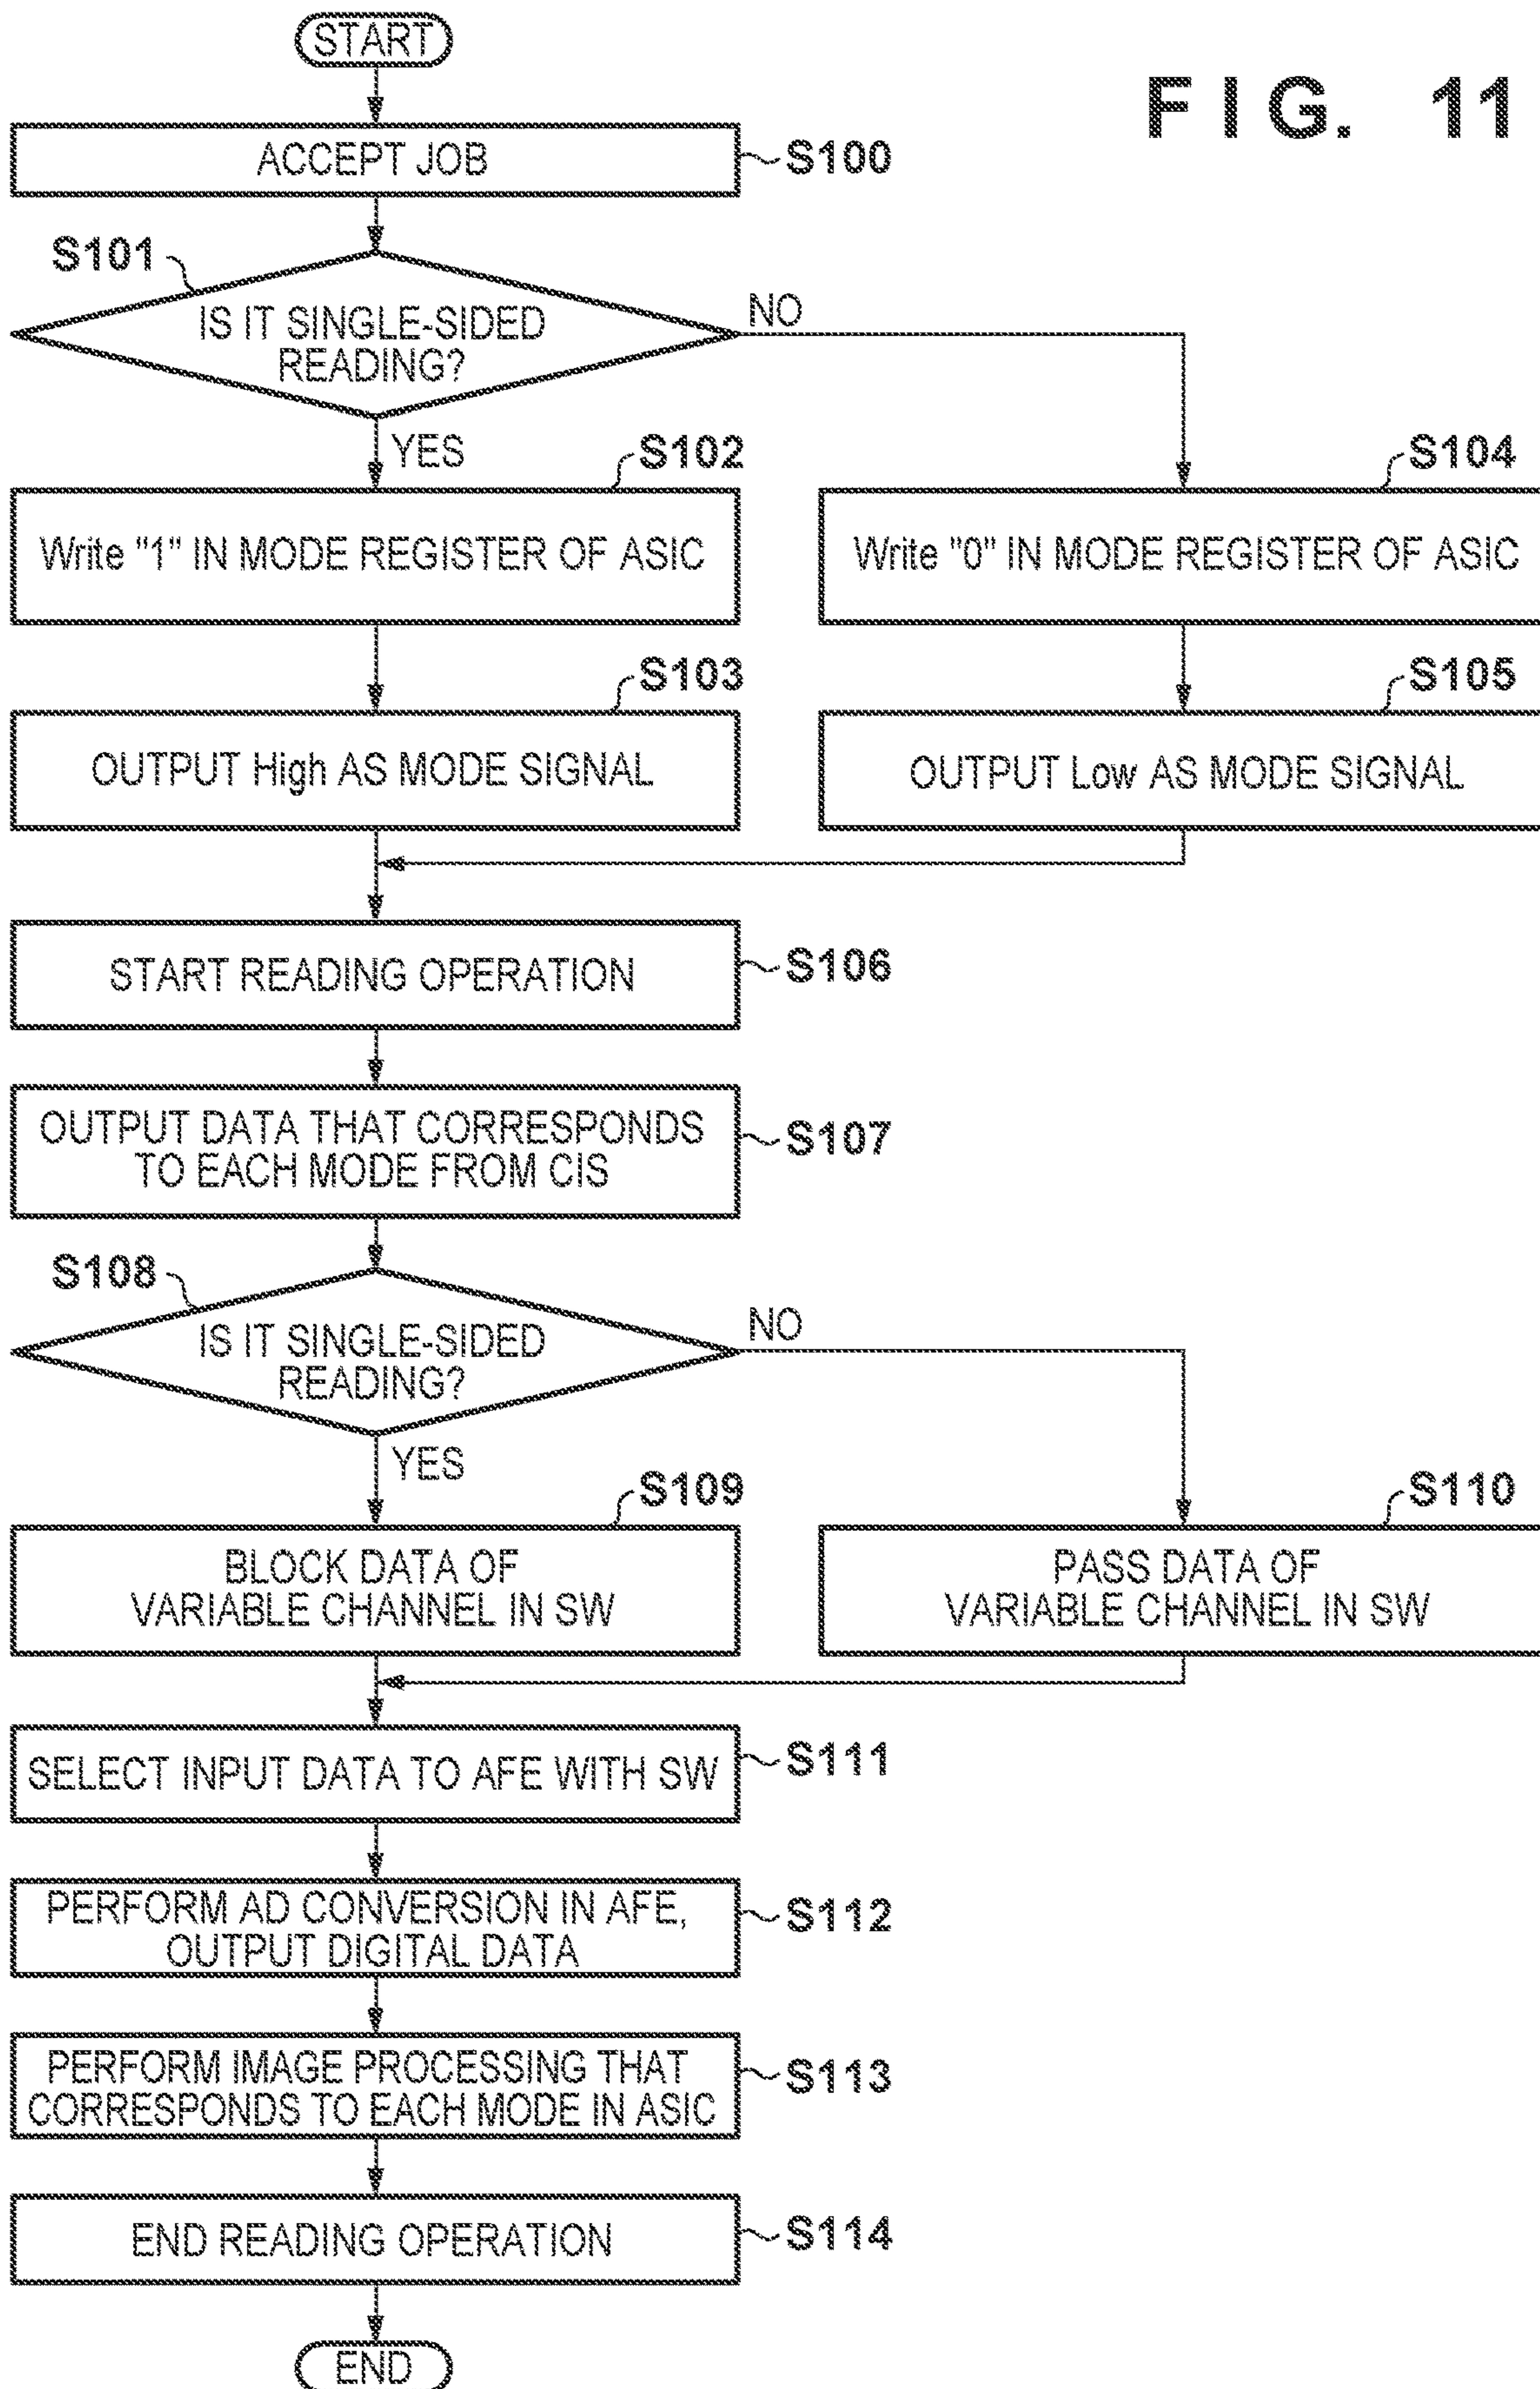 START
FIG. 11
ACCEPT JOB
S100
S101
IS IT SINGLE-SIDED
READING?
NO
YES
S102
S104
Write "1" IN MODE REGISTER OF ASIC
Write "0" IN MODE REGISTER OF ASIC
S103
S105
OUTPUT High AS MODE SIGNAL
OUTPUT Low AS MODE SIGNAL
START READING OPERATION
S106
OUTPUT DATA THAT CORRESPONDS
TO EACH MODE FROM CIS
S107
S108
IS IT SINGLE-SIDED
READING?
NO
YES
S109
S110
BLOCK DATA OF
VARIABLE CHANNEL IN SW
PASS DATA OF
VARIABLE CHANNEL IN SW
SELECT INPUT DATA TO AFE WITH SW
S111
PERFORM AD CONVERSION IN AFE,
OUTPUT DIGITAL DATA
S112
PERFORM IMAGE PROCESSING THAT
CORRESPONDS TO EACH MODE IN ASIC
S113
END READING OPERATION
S114
END